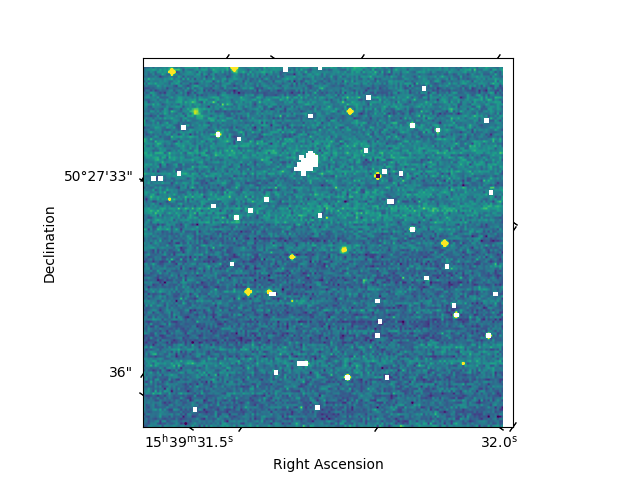 50°27'33"
Declination
36"
15ʰ39ᵐ31.5ˢ
32.0ˢ
Right Ascension